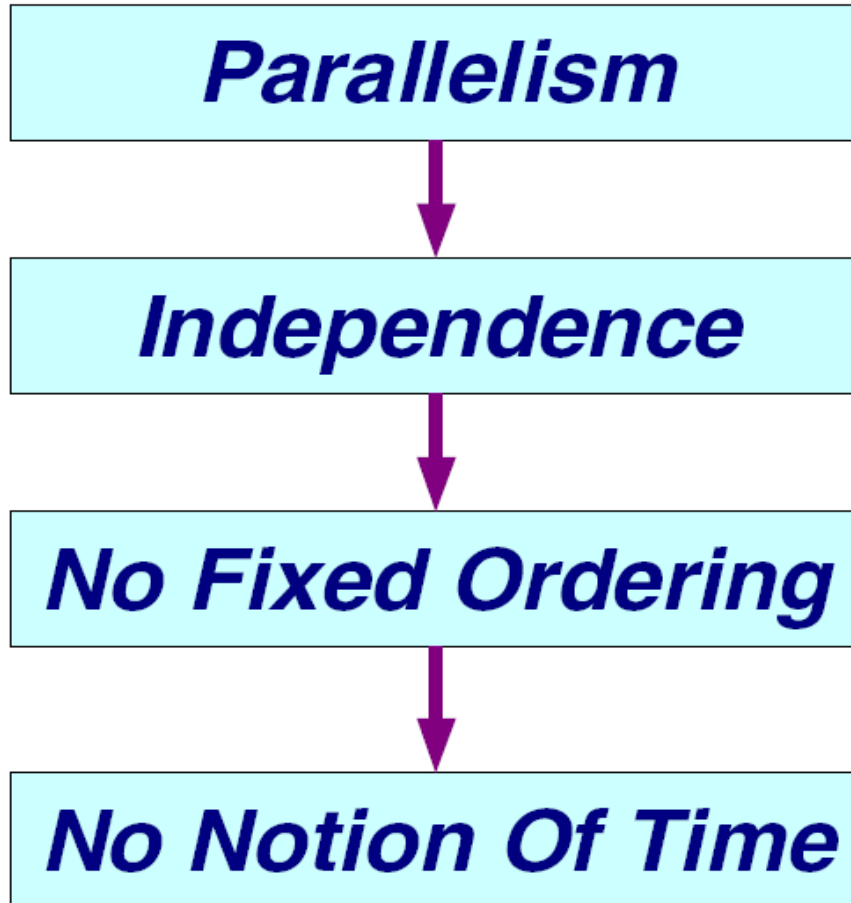 Parallelism
Independence
No Fixed Ordering
No Notion Of Time